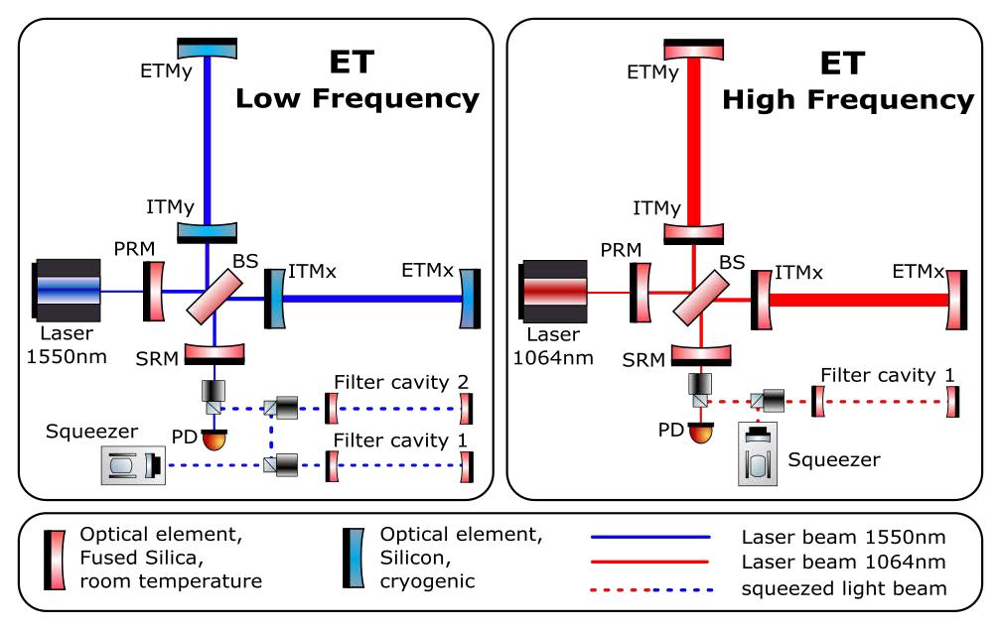 ET
Low Frequency
ETMy
ITMy
PRM
BS
ITMx
ETMx
Laser
1550nm
SRM
Filter cavity 2
Squeezer
PD
Filter cavity 1
ET
High Frequency
ETMy
ITMy
PRM
BS
ITMx
ETMx
Laser
1064nm
SRM
Filter cavity 1
PD
Squeezer
Optical element,
Fused Silica,
room temperature
Optical element,
Silicon,
cryogenic
Laser beam 1550nm
Laser beam 1064nm
squeezed light beam